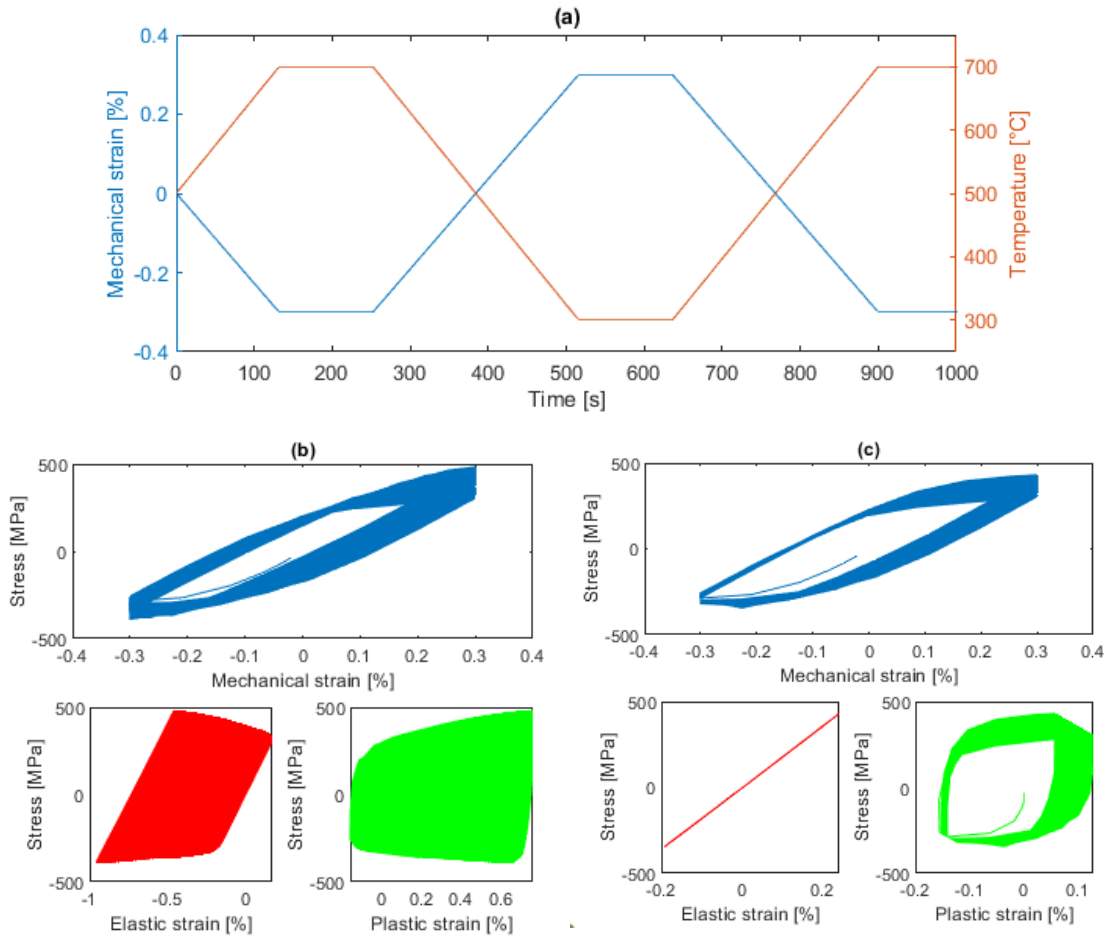 (a)
0.4
0.2
0
-0.2
-0.4
Mechanical strain [%]
700
600
500
400
300
Temperature [°C]
0 100 200 300 400 500 600 700 800 900 1000
Time [s]
(b)
500
0
-500
Stress [MPa]
-0.4 -0.3 -0.2 -0.1 0 0.1 0.2 0.3 0.4
Mechanical strain [%]
(c)
500
0
-500
Stress [MPa]
-0.4 -0.3 -0.2 -0.1 0 0.1 0.2 0.3 0.4
Mechanical strain [%]
500
0
-500
Stress [MPa]
-1 -0.5 0
Elastic strain [%]
500
0
-500
Stress [MPa]
0 0.2 0.4 0.6
Plastic strain [%]
500
0
-500
Stress [MPa]
-0.2 0 0.2
Elastic strain [%]
500
0
-500
Stress [MPa]
-0.2 -0.1 0 0.1
Plastic strain [%]